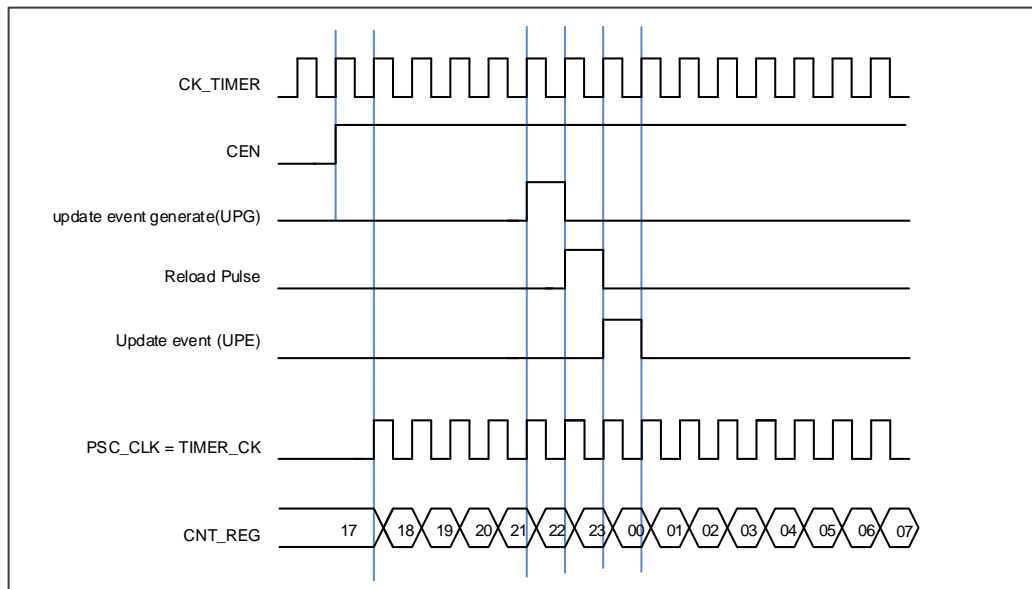 CK_TIMER
CEN
update event generate(UPG)
Reload Pulse
Update event (UPE)
PSC_CLK = TIMER_CK
CNT_REG 17 18 19 20 21 22 23 00 01 02 03 04 05 06 07